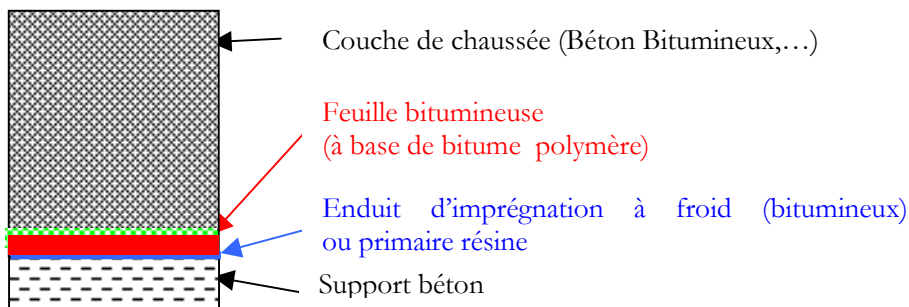 Couche de chaussée (Béton Bitumineux,…)
Feuille bitumineuse
(à base de bitume polymère)
Enduit d’imprégnation à froid (bitumineux)
ou primaire résine
Support béton